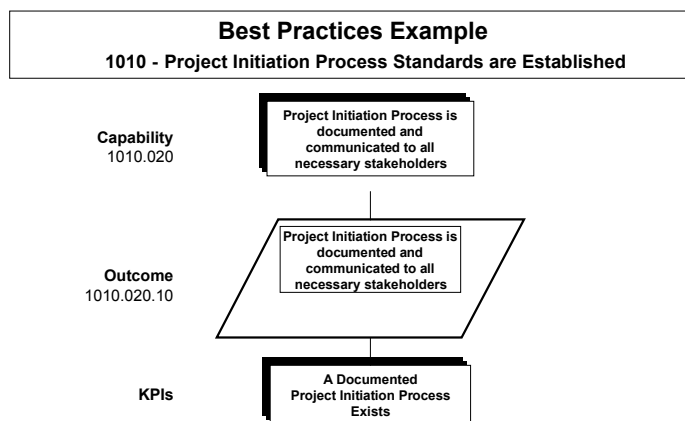 Best Practices Example
1010 - Project Initiation Process Standards are Established
Capability
1010.020
Project Initiation Process is
documented and
communicated to all
necessary stakeholders
Outcome
1010.020.10
Project Initiation Process is
documented and
communicated to all
necessary stakeholders
KPIs
A Documented
Project Initiation Process
Exists